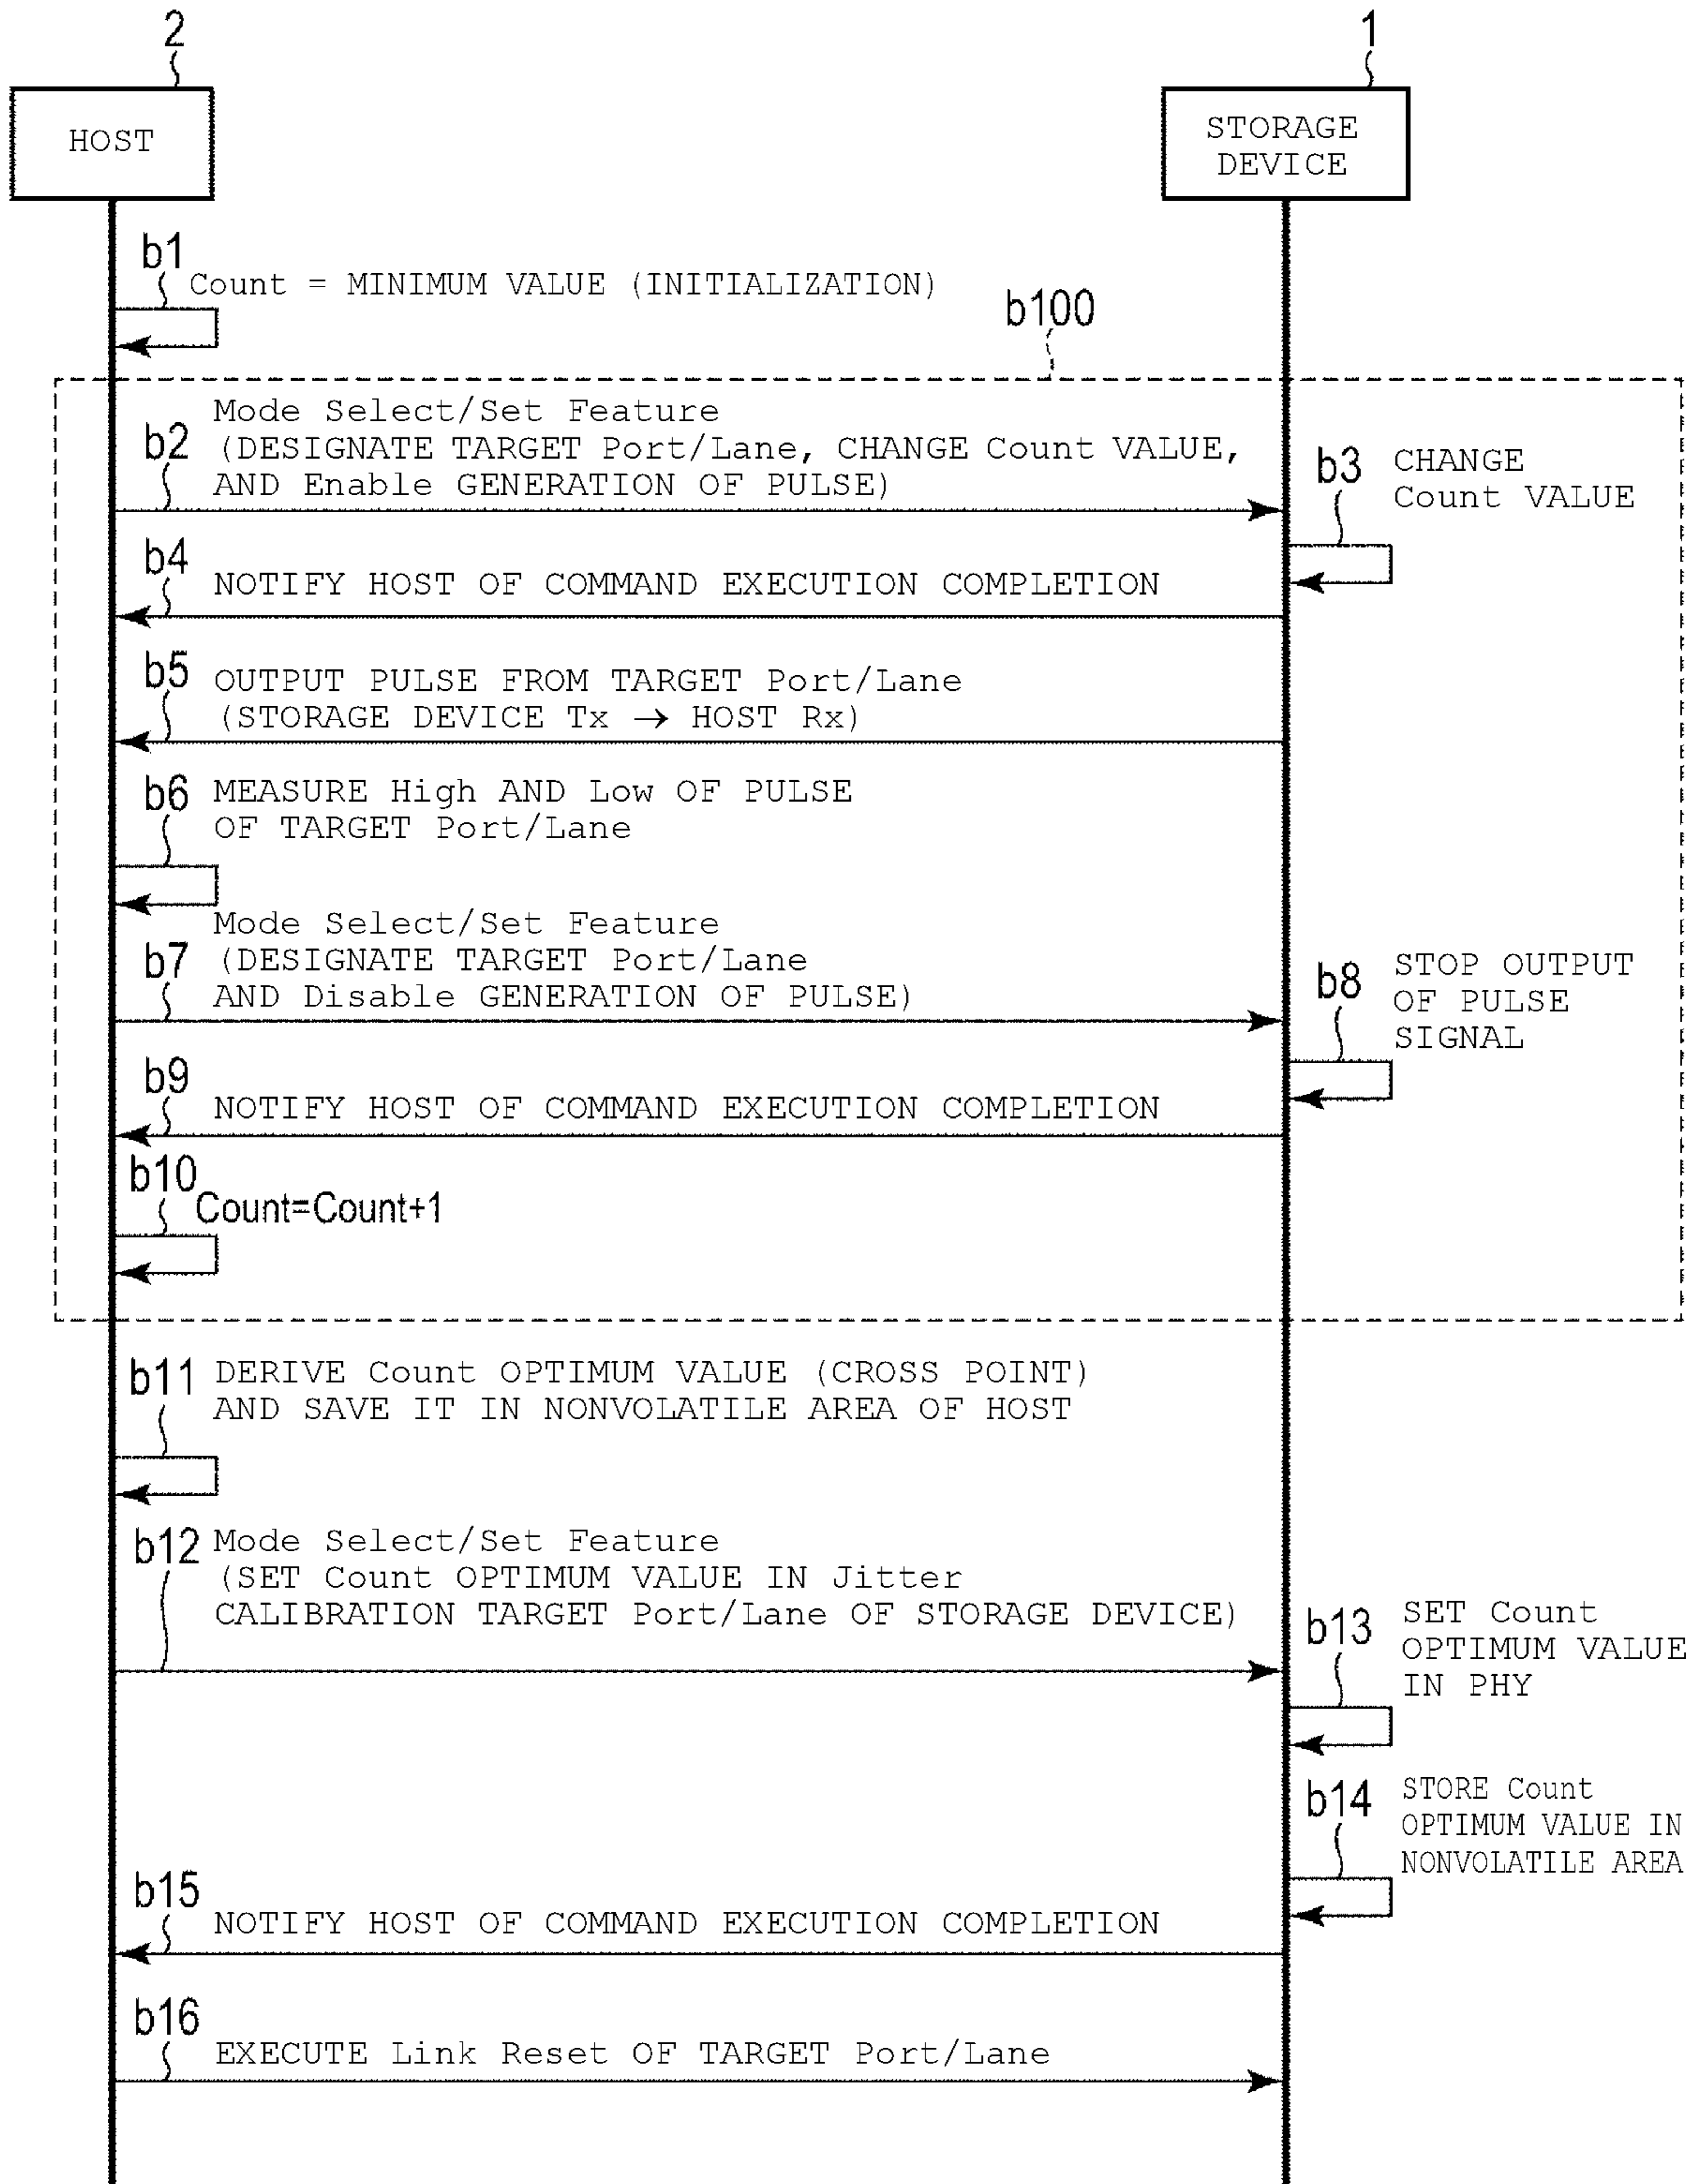 2
1
HOST
STORAGE
DEVICE
b1
Count = MINIMUM VALUE (INITIALIZATION)
b100
b2
Mode Select/Set Feature
(DESIGNATE TARGET Port/Lane, CHANGE Count VALUE,
AND Enable GENERATION OF PULSE)
b3
CHANGE
Count VALUE
b4
NOTIFY HOST OF COMMAND EXECUTION COMPLETION
b5
OUTPUT PULSE FROM TARGET Port/Lane
(STORAGE DEVICE Tx → HOST Rx)
b6
MEASURE High AND Low OF PULSE
OF TARGET Port/Lane
b7
Mode Select/Set Feature
(DESIGNATE TARGET Port/Lane
AND Disable GENERATION OF PULSE)
b8
STOP OUTPUT
OF PULSE
SIGNAL
b9
NOTIFY HOST OF COMMAND EXECUTION COMPLETION
b10
Count=Count+1
b11
DERIVE Count OPTIMUM VALUE (CROSS POINT)
AND SAVE IT IN NONVOLATILE AREA OF HOST
b12
Mode Select/Set Feature
(SET Count OPTIMUM VALUE IN Jitter
CALIBRATION TARGET Port/Lane OF STORAGE DEVICE)
b13
SET Count
OPTIMUM VALUE
IN PHY
b14
STORE Count
OPTIMUM VALUE IN
NONVOLATILE AREA
b15
NOTIFY HOST OF COMMAND EXECUTION COMPLETION
b16
EXECUTE Link Reset OF TARGET Port/Lane